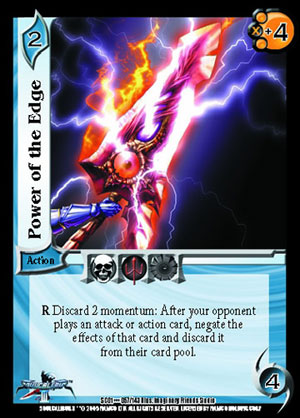 2
X +4
Power of the Edge
Action
R Discard 2 momentum: After your opponent
plays an attack or action card, negate the
effects of that card and discard it
from their card pool.
4